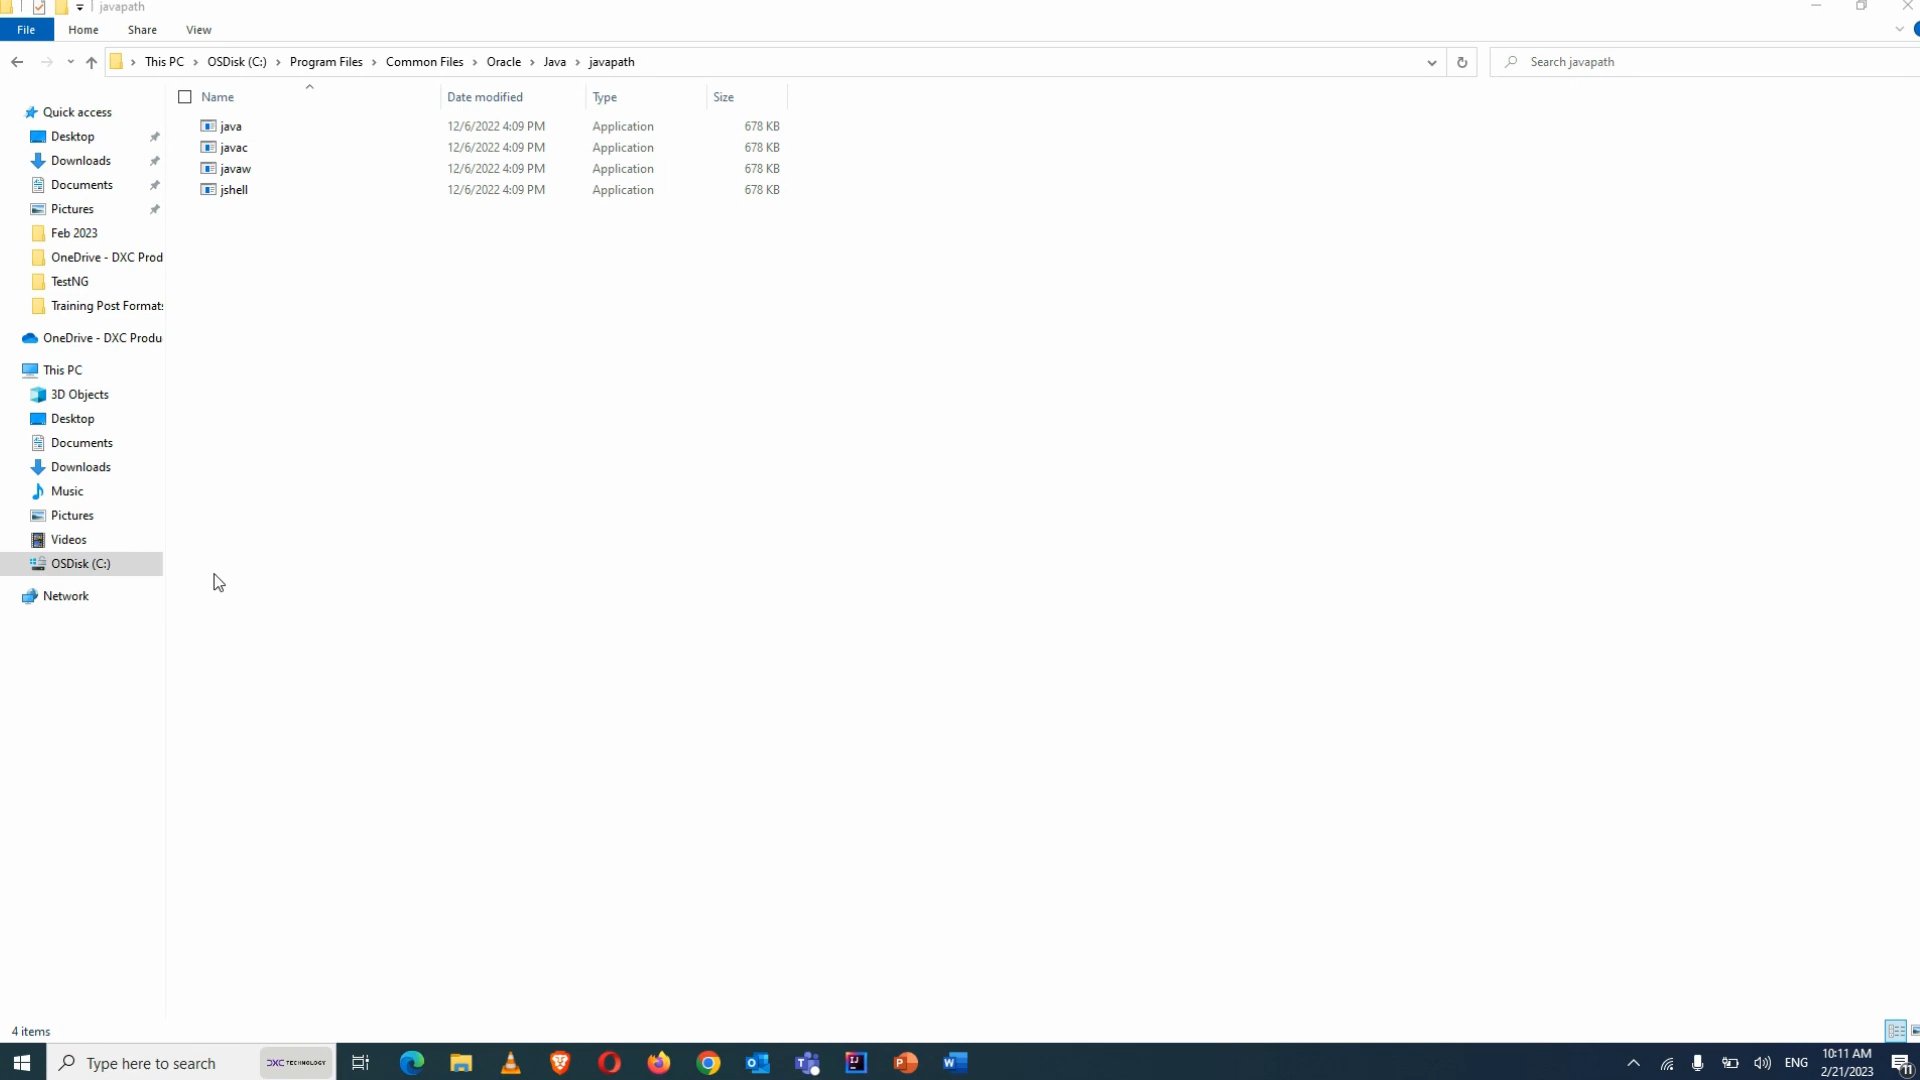 javapath
File Home Share View
This PC OSDisk (C:) Program Files Common Files Oracle Java javapath
Search javapath
Name Date modified Type Size
java 12/6/2022 4:09 PM Application 678 KB
javac 12/6/2022 4:09 PM Application 678 KB
javaw 12/6/2022 4:09 PM Application 678 KB
jshell 12/6/2022 4:09 PM Application 678 KB
Quick access
Desktop
Downloads
Documents
Pictures
Feb 2023
OneDrive - DXC Prod
TestNG
Training Post Formats
OneDrive - DXC Produ
This PC
3D Objects
Desktop
Documents
Downloads
Music
Pictures
Videos
OSDisk (C:)
Network
4 items
Type here to search
DXC TECHNOLOGY
ENG
10:11 AM
2/21/2023
11